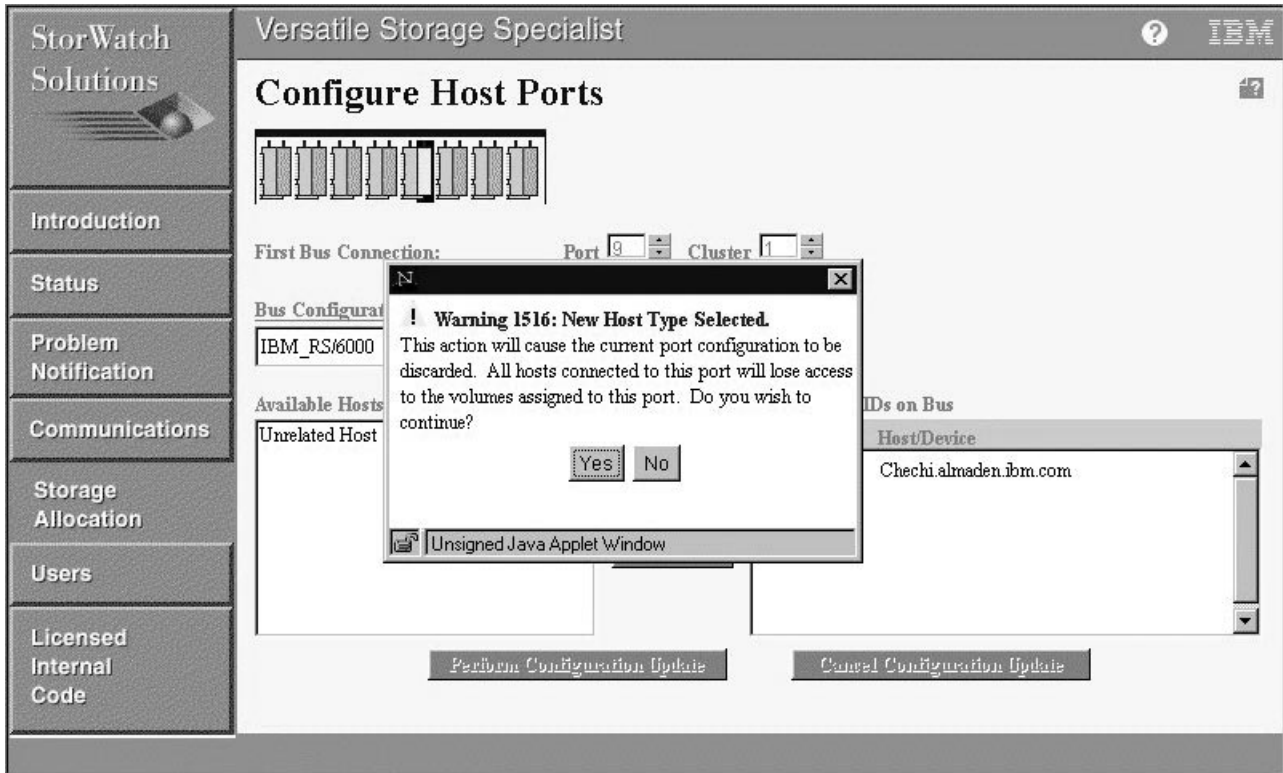 StorWatch
Solutions
Versatile Storage Specialist
?
IBM
Configure Host Ports
?
Introduction
Status
Problem
Notification
Communications
Storage
Allocation
Users
Licensed
Internal
Code
First Bus Connection:
Port 9
Cluster 1
Bus Configurat
IBM_RS/6000
Available Hosts
Unrelated Host
IDs on Bus
Host/Device
Chechi.almaden.ibm.com
N
! Warning 1516: New Host Type Selected.
This action will cause the current port configuration to be
discarded. All hosts connected to this port will lose access
to the volumes assigned to this port. Do you wish to
continue?
Yes
No
Unsigned Java Applet Window
Perform Configuration Update
Cancel Configuration Update